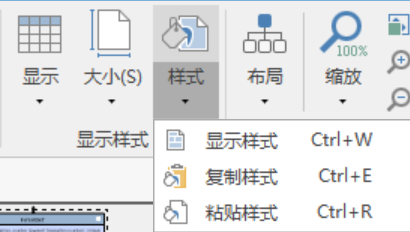 100%
显示 大小(S) 样式 布局 缩放
显示样式
显示样式 Ctrl+W
复制样式 Ctrl+E
粘贴样式 Ctrl+R